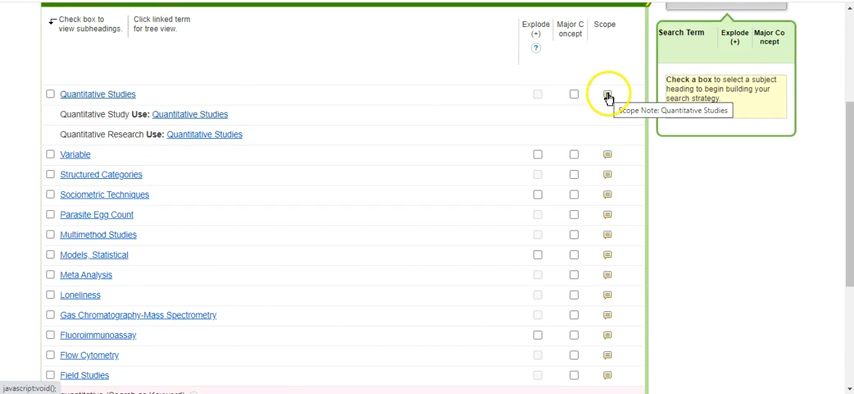 Check box to
view subheadings.
Click linked term
for tree view.
Explode
(+)
?
Major C
oncept
Scope
Quantitative Studies
Quantitative Study Use: Quantitative Studies
Quantitative Research Use: Quantitative Studies
Variable
Structured Categories
Sociometric Techniques
Parasite Egg Count
Multimethod Studies
Models, Statistical
Meta Analysis
Loneliness
Gas Chromatography-Mass Spectrometry
Fluoroimmunoassay
Flow Cytometry
Field Studies
javascript:void();
Search Term
Explode
(+)
Major Co
ncept
Check a box to select a subject
heading to begin building your
search strategy.
Scope Note: Quantitative Studies